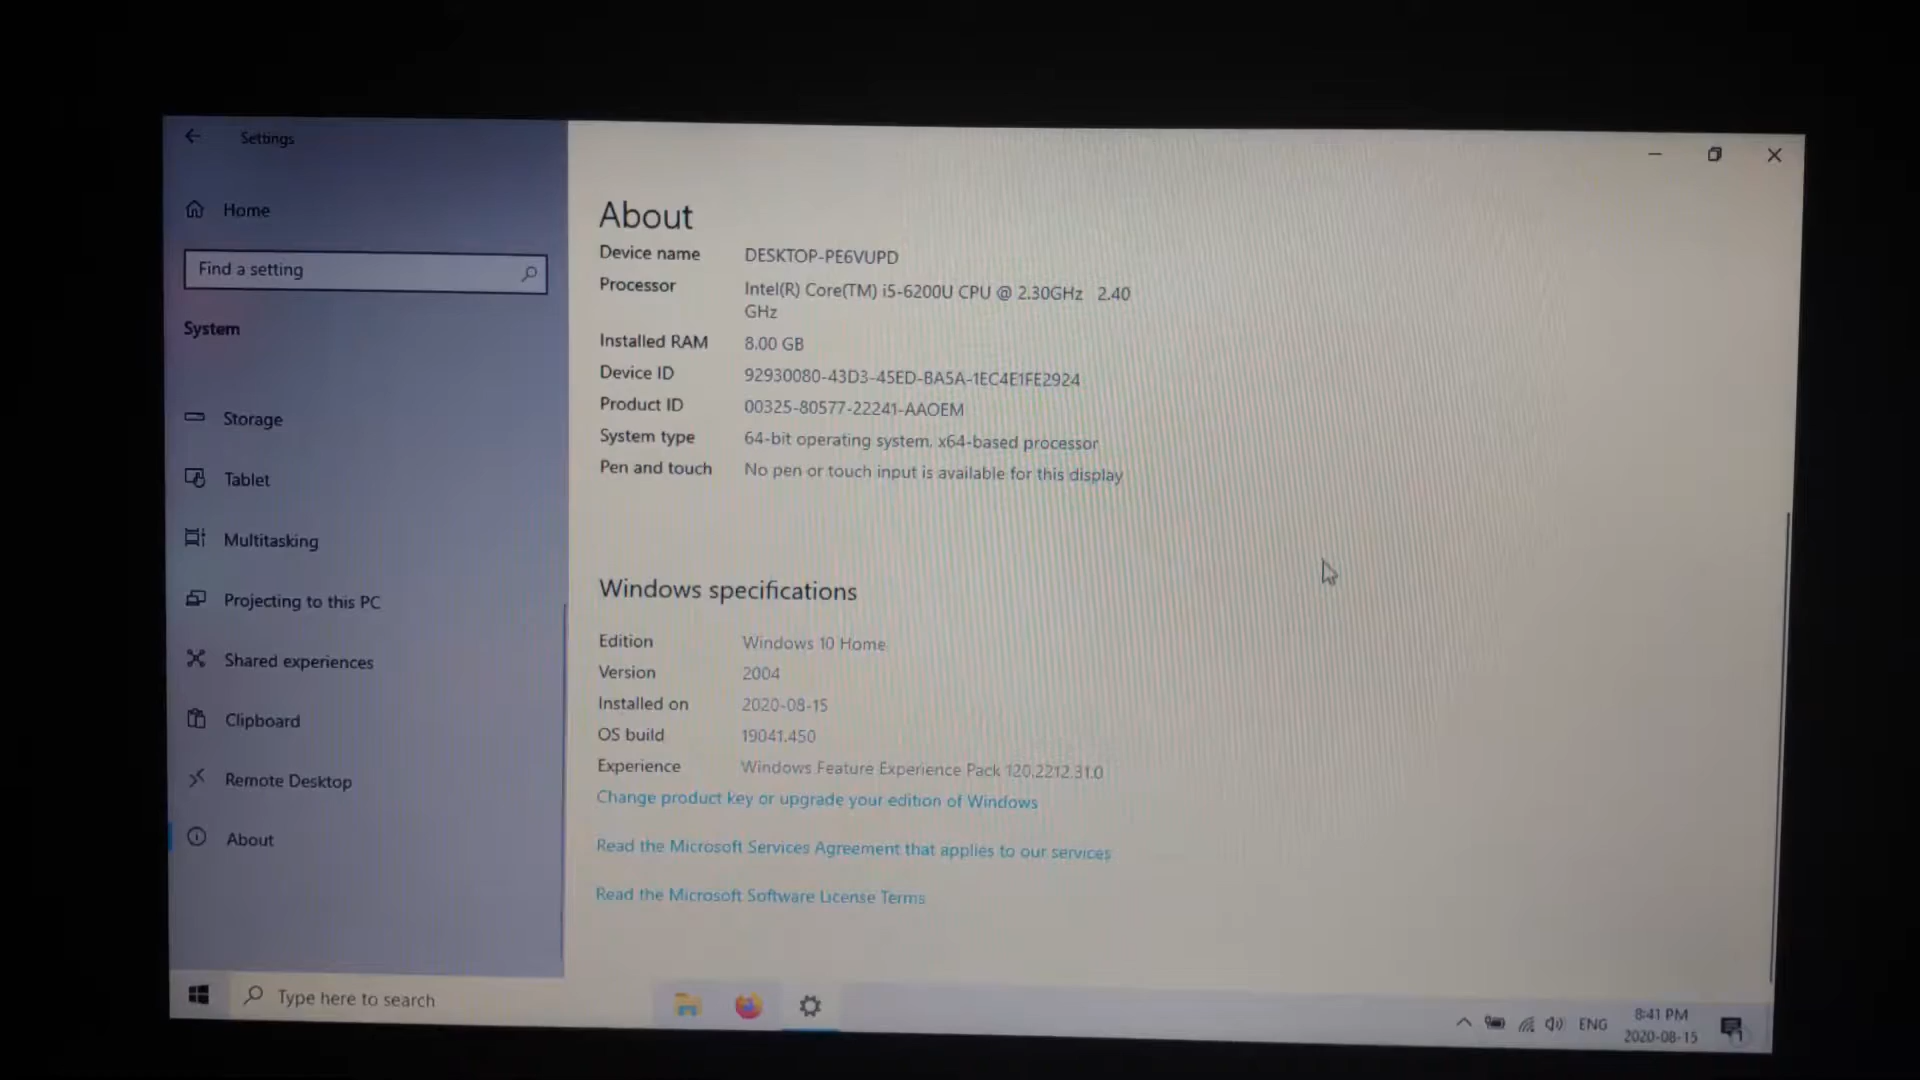 Settings
Home
Find a setting
System
Storage
Tablet
Multitasking
Projecting to this PC
Shared experiences
Clipboard
Remote Desktop
About
About
Device name DESKTOP-PE6VUPD
Processor Intel(R) Core(TM) i5-6200U CPU @ 2.30GHz 2.40
GHz
Installed RAM 8.00 GB
Device ID 92930080-43D3-45ED-BA5A-1EC4E1FE2924
Product ID 00325-80577-22241-AAOEM
System type 64-bit operating system, x64-based processor
Pen and touch No pen or touch input is available for this display
Windows specifications
Edition Windows 10 Home
Version 2004
Installed on 2020-08-15
OS build 19041.450
Experience Windows Feature Experience Pack 120.2212.31.0
Change product key or upgrade your edition of Windows
Read the Microsoft Services Agreement that applies to our services
Read the Microsoft Software License Terms
Type here to search
ENG
8:41 PM
2020-08-15
1